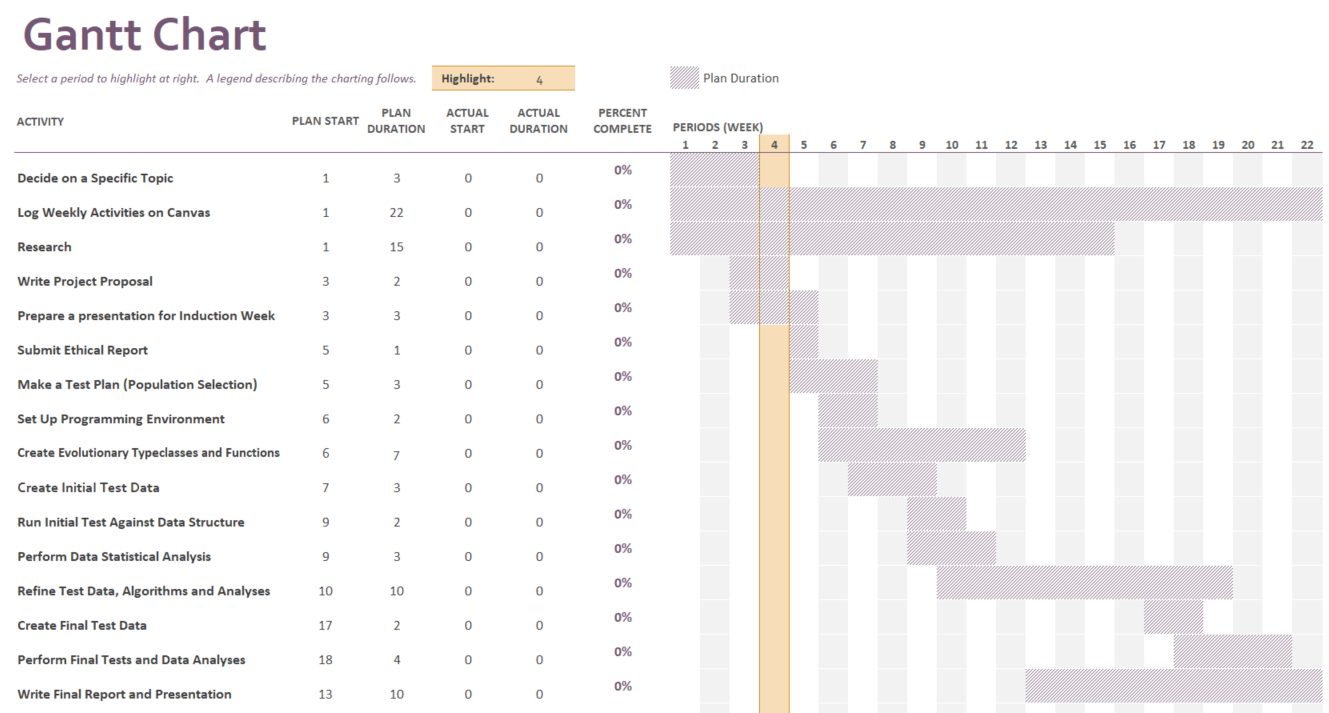 Gantt Chart
Select a period to highlight at right. A legend describing the charting follows. Highlight: 4 Plan Duration
ACTIVITY PLAN START PLAN DURATION ACTUAL START ACTUAL DURATION PERCENT COMPLETE PERIODS (WEEK)
1 2 3 4 5 6 7 8 9 10 11 12 13 14 15 16 17 18 19 20 21 22
Decide on a Specific Topic 1 3 0 0 0%
Log Weekly Activities on Canvas 1 22 0 0 0%
Research 1 15 0 0 0%
Write Project Proposal 3 2 0 0 0%
Prepare a presentation for Induction Week 3 3 0 0 0%
Submit Ethical Report 5 1 0 0 0%
Make a Test Plan (Population Selection) 5 3 0 0 0%
Set Up Programming Environment 6 2 0 0 0%
Create Evolutionary Typeclasses and Functions 6 7 0 0 0%
Create Initial Test Data 7 3 0 0 0%
Run Initial Test Against Data Structure 9 2 0 0 0%
Perform Data Statistical Analysis 9 3 0 0 0%
Refine Test Data, Algorithms and Analyses 10 10 0 0 0%
Create Final Test Data 17 2 0 0 0%
Perform Final Tests and Data Analyses 18 4 0 0 0%
Write Final Report and Presentation 13 10 0 0 0%